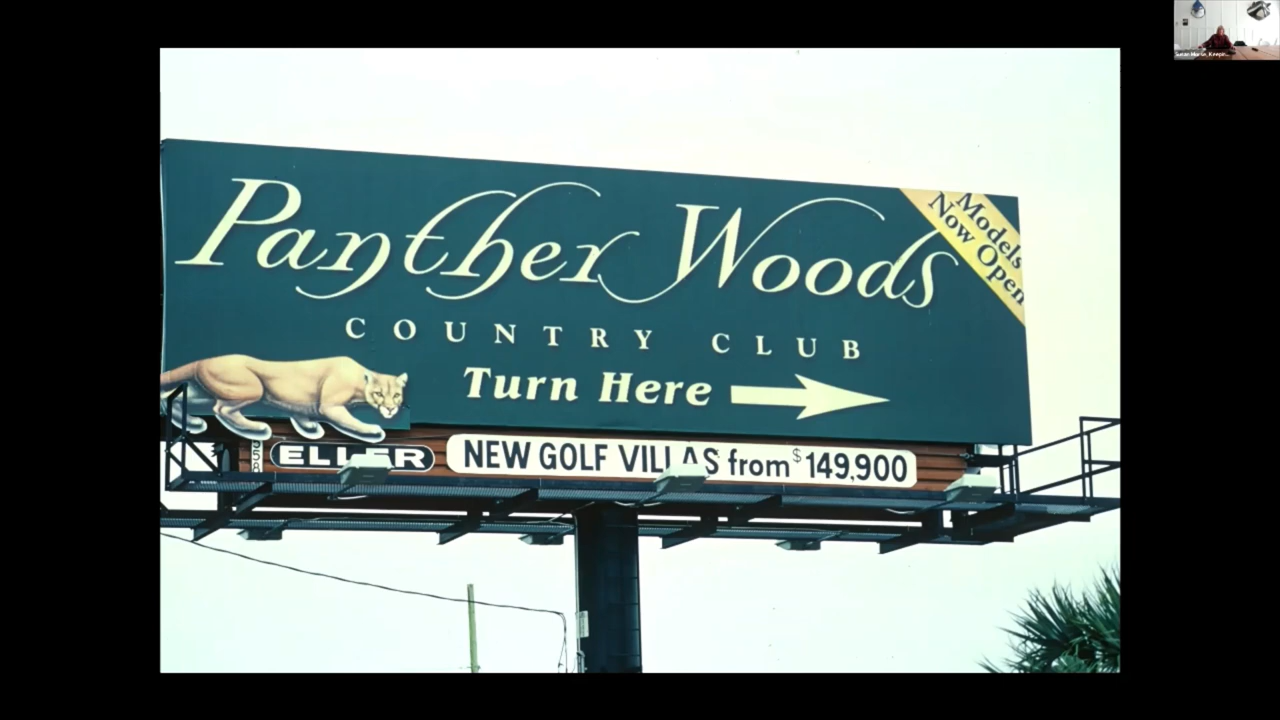 Panther Woods
Models
Now Open
COUNTRY CLUB
Turn Here
ELLER
NEW GOLF VILLAS from $149,900